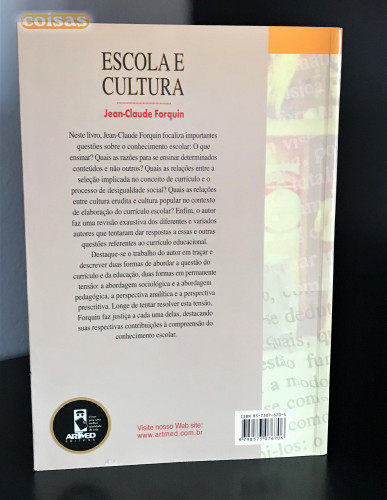 coisas
ESCOLA E
CULTURA
Jean-Claude Forquin
Neste livro, Jean-Claude Forquin focaliza importantes
questões sobre o conhecimento escolar: O que
ensinar? Quais as razões para se ensinar determinados
conteúdos e não outros? Quais as relações entre a
seleção implicada no conceito de currículo e o
processo de desigualdade social? Quais as relações
entre cultura erudita e cultura popular no contexto
de elaboração do currículo escolar? Enfim, o autor
faz uma revisão exaustiva dos diferentes e variados
autores que tentaram dar respostas a essas e outras
questões referentes ao currículo educacional.
Destaque-se o trabalho do autor em traçar e
descrever duas formas de abordar a questão do
currículo e da educação, duas formas em permanente
tensão: a abordagem sociológica e a abordagem
pedagógica, a perspectiva analítica e a perspectiva
prescritiva. Longe de tentar resolver esta tensão,
Forquin faz justiça a cada uma delas, destacando
suas respectivas contribuições à compreensão do
conhecimento escolar.
ARTMED
EDITORA
Visite nosso Web site:
www.artmed.com.br
ISBN 85-7307-670-4